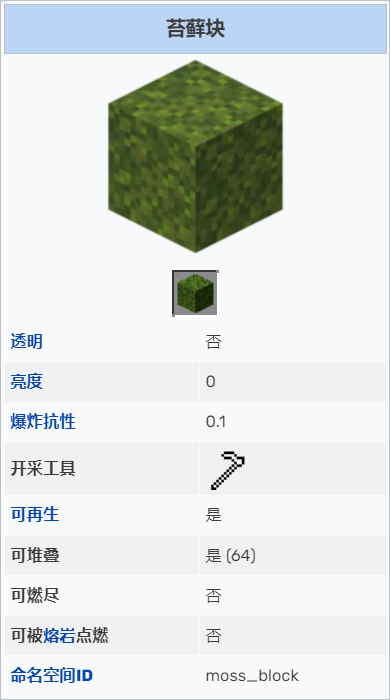 苔藓块
透明 否
亮度 0
爆炸抗性 0.1
开采工具
可再生 是
可堆叠 是 (64)
可燃尽 否
可被熔岩点燃 否
命名空间ID moss_block